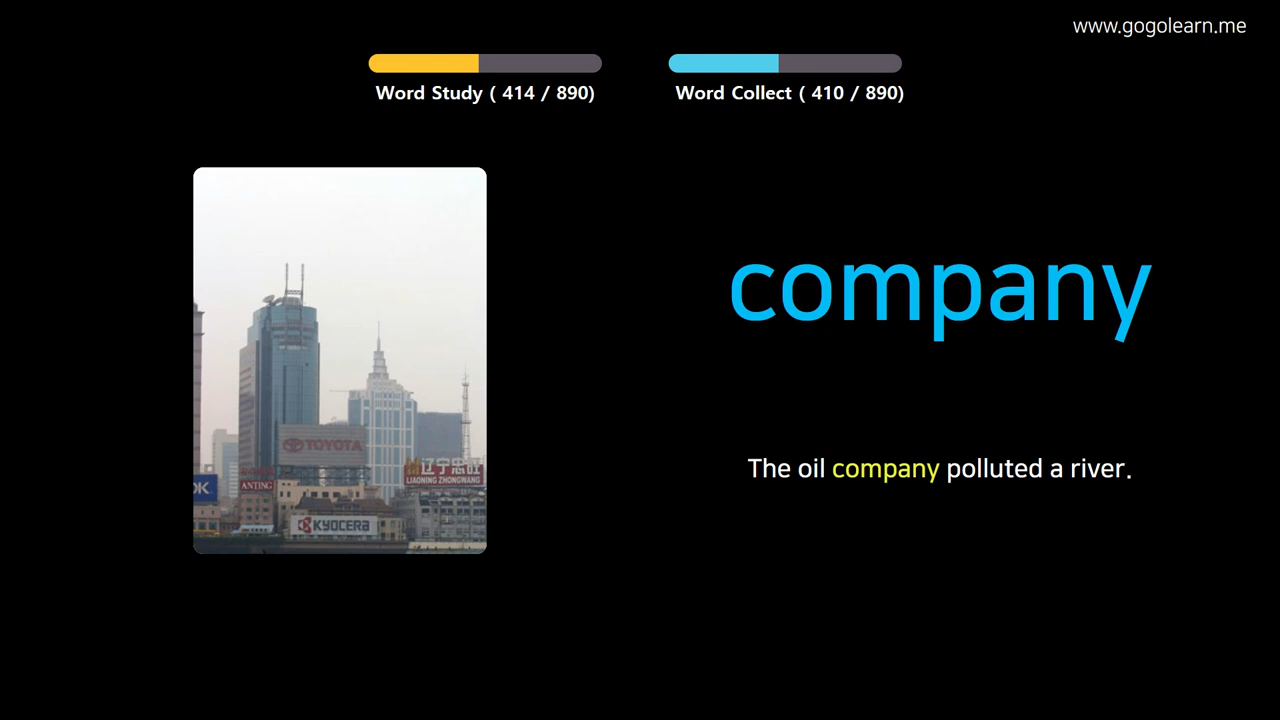 www.gogolearn.me
Word Study ( 414 / 890)
Word Collect ( 410 / 890)
company
The oil company polluted a river.
TOYOTA
OK
ANTING
辽宁忠旺
LIAONING ZHONGWANG
KYOCERA